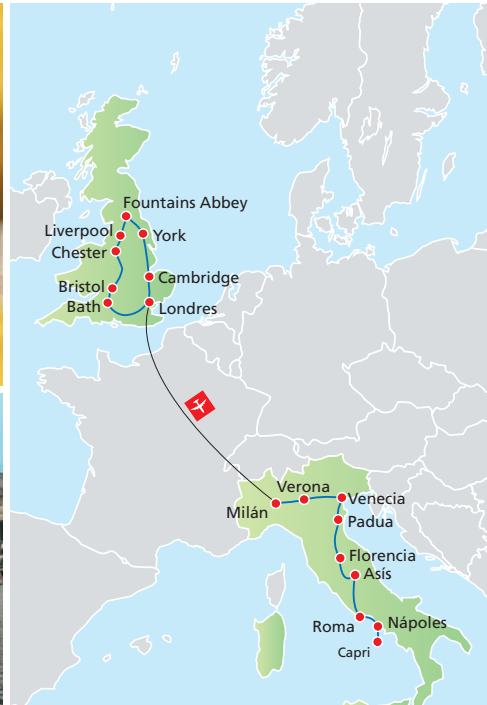 Fountains Abbey
Liverpool
York
Chester
Cambridge
Bristol
Bath
Londres
Verona
Venecia
Milán
Padua
Florencia
Asís
Roma
Nápoles
Capri